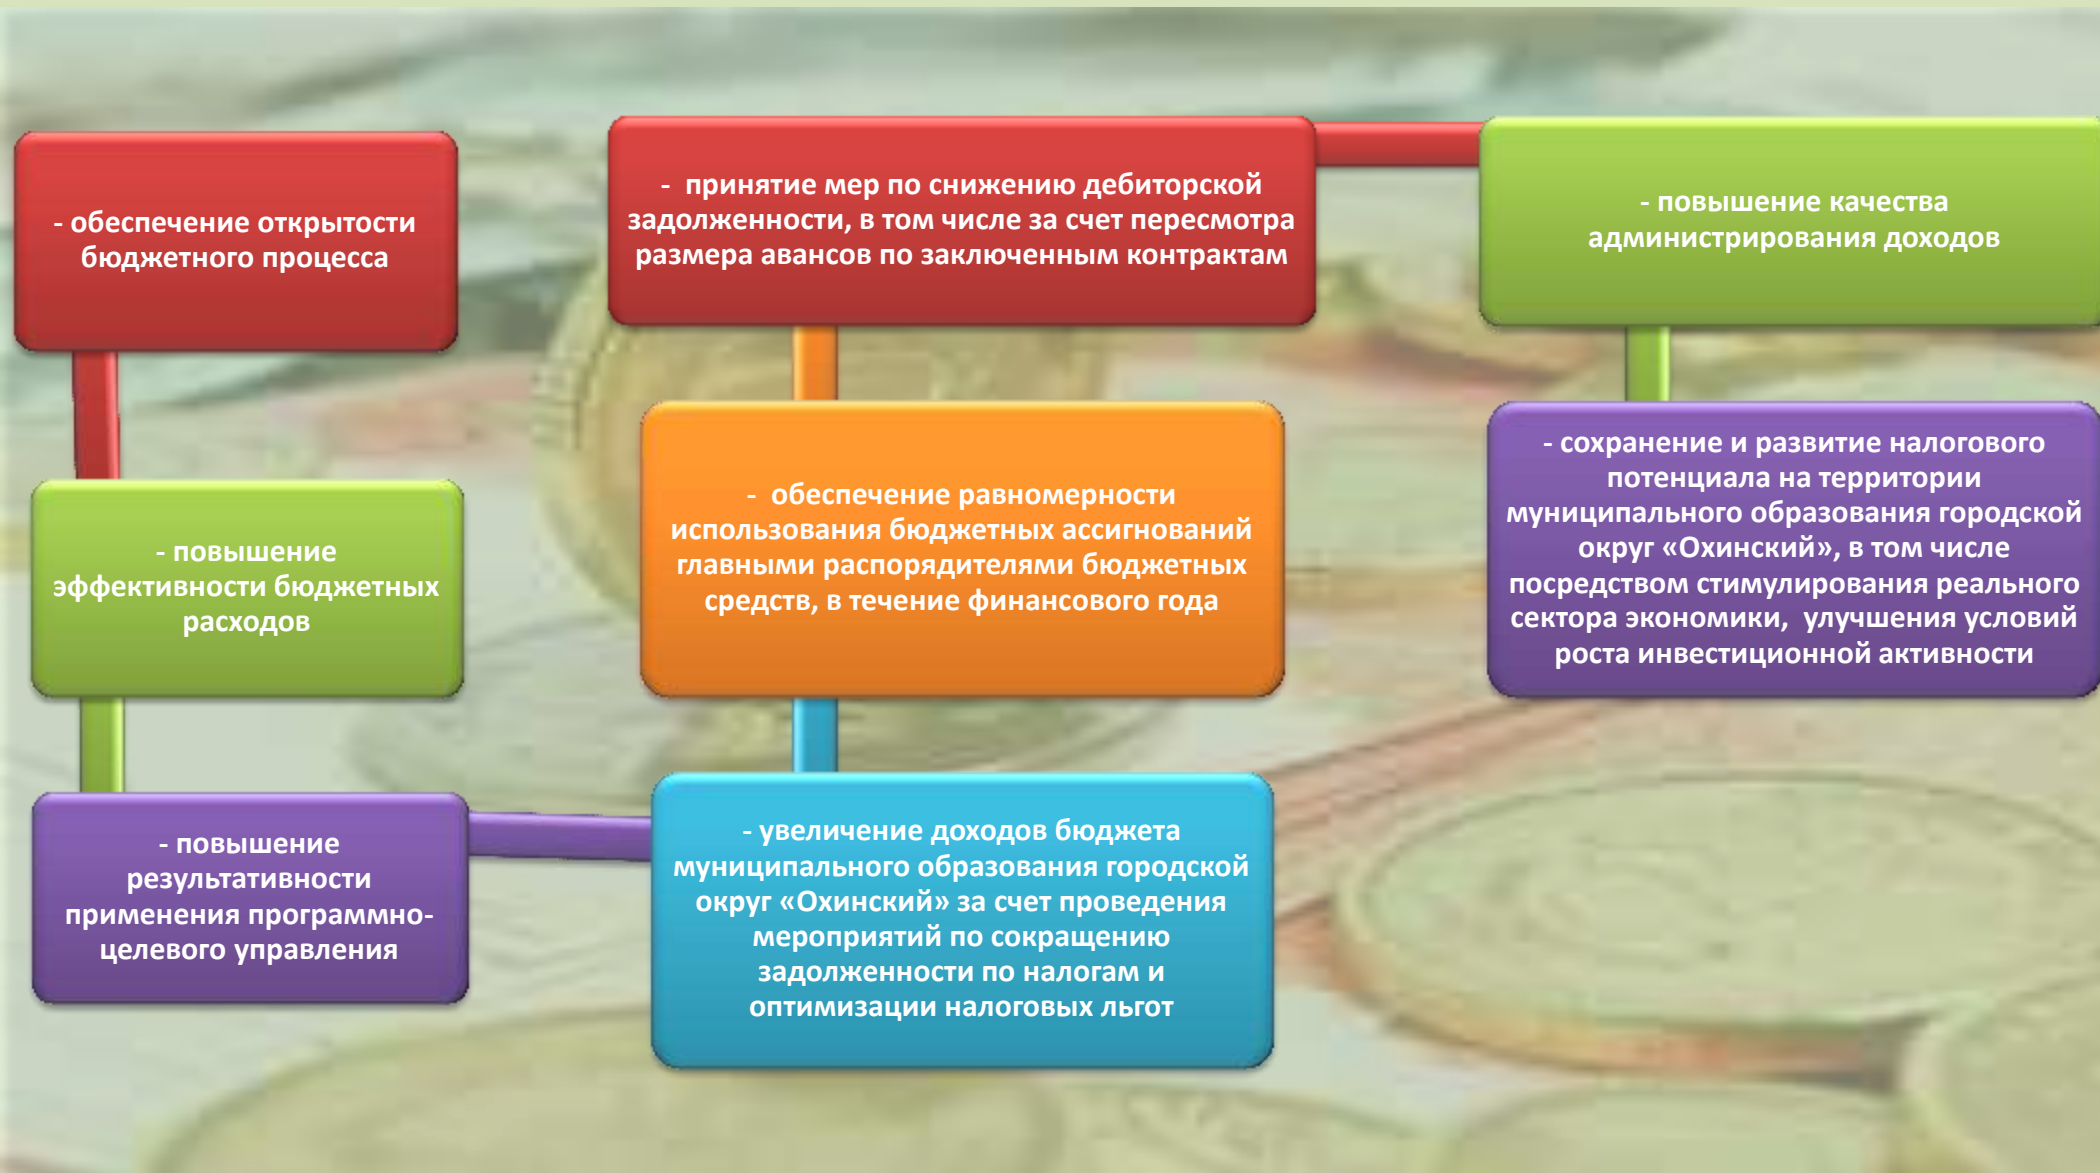 - обеспечение открытости
бюджетного процесса
- повышение
эффективности бюджетных
расходов
- повышение
результативности
применения программно-
целевого управления
- увеличение доходов бюджета
муниципального образования городской
округ «Охинский» за счет проведения
мероприятий по сокращению
задолженности по налогам и
оптимизации налоговых льгот
- обеспечение равномерности
использования бюджетных ассигнований
главными распорядителями бюджетных
средств, в течение финансового года
- принятие мер по снижению дебиторской
задолженности, в том числе за счет пересмотра
размера авансов по заключенным контрактам
- повышение качества
администрирования доходов
- сохранение и развитие налогового
потенциала на территории
муниципального образования городской
округ «Охинский», в том числе
посредством стимулирования реального
сектора экономики, улучшения условий
роста инвестиционной активности